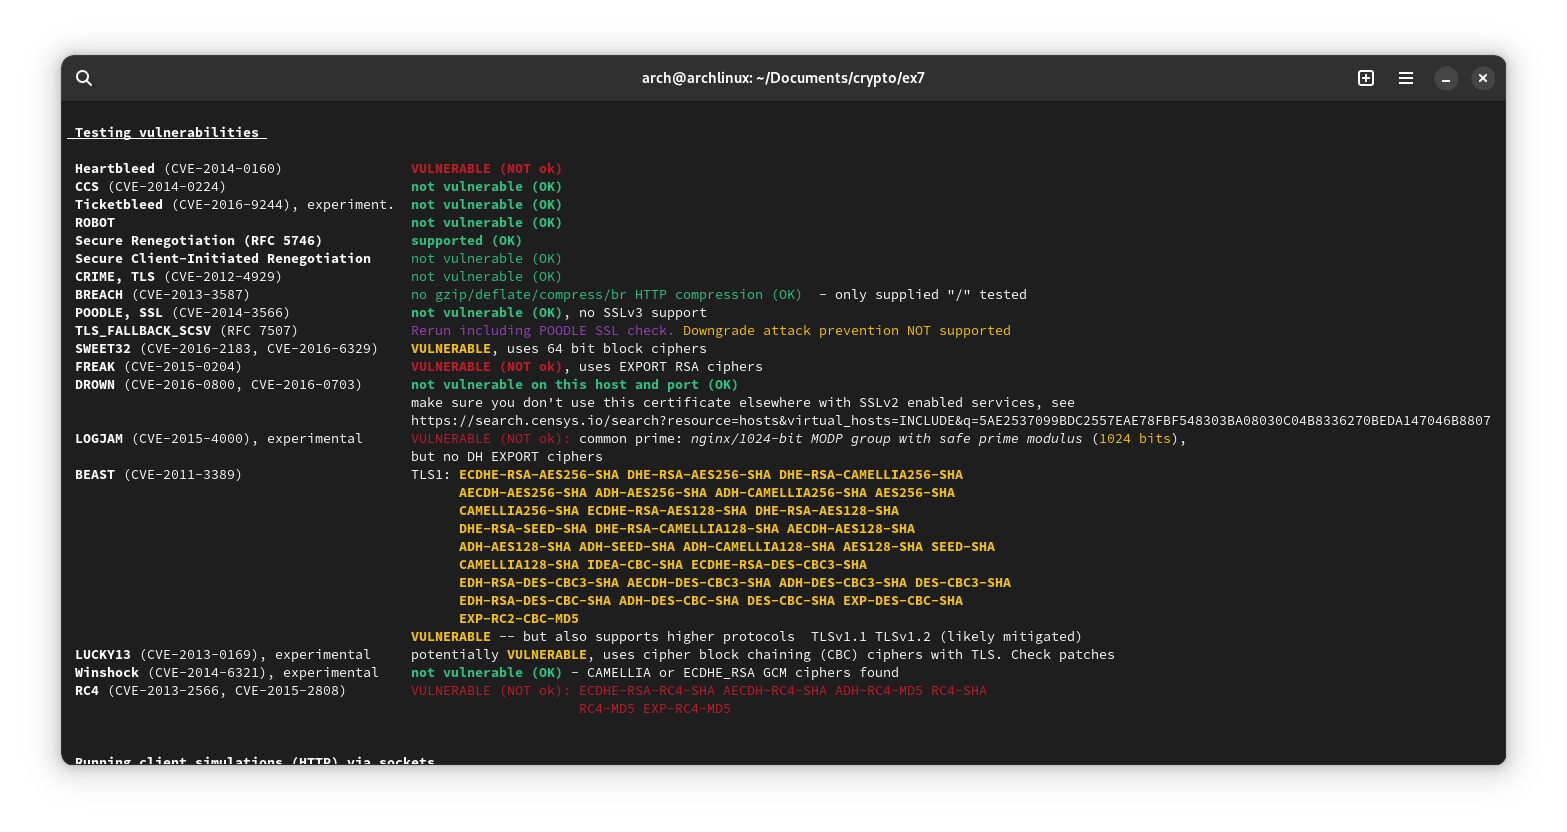 arch@archlinux: ~/Documents/crypto/ex7
Testing vulnerabilities
Heartbleed (CVE-2014-0160) VULNERABLE (NOT ok)
CCS (CVE-2014-0224) not vulnerable (OK)
Ticketbleed (CVE-2016-9244), experiment. not vulnerable (OK)
ROBOT not vulnerable (OK)
Secure Renegotiation (RFC 5746) supported (OK)
Secure Client-Initiated Renegotiation not vulnerable (OK)
CRIME, TLS (CVE-2012-4929) not vulnerable (OK)
BREACH (CVE-2013-3587) no gzip/deflate/compress/br HTTP compression (OK)  - only supplied "/" tested
POODLE, SSL (CVE-2014-3566) not vulnerable (OK), no SSLv3 support
TLS_FALLBACK_SCSV (RFC 7507) Rerun including POODLE SSL check. Downgrade attack prevention NOT supported
SWEET32 (CVE-2016-2183, CVE-2016-6329) VULNERABLE, uses 64 bit block ciphers
FREAK (CVE-2015-0204) VULNERABLE (NOT ok), uses EXPORT RSA ciphers
DROWN (CVE-2016-0800, CVE-2016-0703) not vulnerable on this host and port (OK)
make sure you don't use this certificate elsewhere with SSLv2 enabled services, see
https://search.censys.io/search?resource=hosts&virtual_hosts=INCLUDE&q=5AE2537099BDC2557EAE78FBF548303BA08030C04B8336270BEDA147046B8807
LOGJAM (CVE-2015-4000), experimental VULNERABLE (NOT ok): common prime: nginx/1024-bit MODP group with safe prime modulus (1024 bits),
but no DH EXPORT ciphers
BEAST (CVE-2011-3389) TLS1: ECDHE-RSA-AES256-SHA DHE-RSA-AES256-SHA DHE-RSA-CAMELLIA256-SHA
AECDH-AES256-SHA ADH-AES256-SHA ADH-CAMELLIA256-SHA AES256-SHA
CAMELLIA256-SHA ECDHE-RSA-AES128-SHA DHE-RSA-AES128-SHA
DHE-RSA-SEED-SHA DHE-RSA-CAMELLIA128-SHA AECDH-AES128-SHA
ADH-AES128-SHA ADH-SEED-SHA ADH-CAMELLIA128-SHA AES128-SHA SEED-SHA
CAMELLIA128-SHA IDEA-CBC-SHA ECDHE-RSA-DES-CBC3-SHA
EDH-RSA-DES-CBC3-SHA AECDH-DES-CBC3-SHA ADH-DES-CBC3-SHA DES-CBC3-SHA
EDH-RSA-DES-CBC-SHA ADH-DES-CBC-SHA DES-CBC-SHA EXP-DES-CBC-SHA
EXP-RC2-CBC-MD5
VULNERABLE -- but also supports higher protocols  TLSv1.1 TLSv1.2 (likely mitigated)
LUCKY13 (CVE-2013-0169), experimental potentially VULNERABLE, uses cipher block chaining (CBC) ciphers with TLS. Check patches
Winshock (CVE-2014-6321), experimental not vulnerable (OK) - CAMELLIA or ECDHE_RSA GCM ciphers found
RC4 (CVE-2013-2566, CVE-2015-2808) VULNERABLE (NOT ok): ECDHE-RSA-RC4-SHA AECDH-RC4-SHA ADH-RC4-MD5 RC4-SHA
RC4-MD5 EXP-RC4-MD5
Running client simulations (HTTP) via sockets